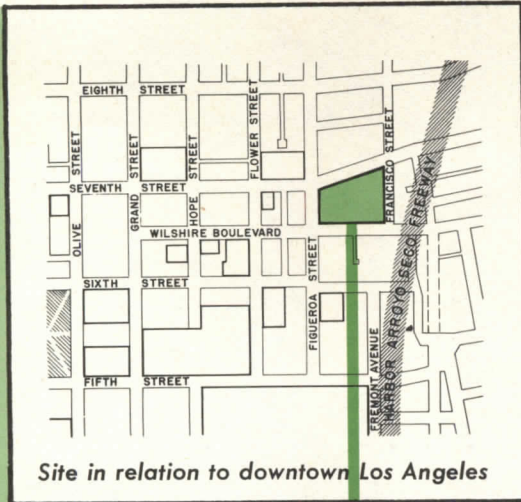 EIGHTH STREET
STREET
STREET
STREET
FLOWER STREET
FRANCISCO STREET
SEVENTH STREET
OLIVE
GRAND
HOPE
WILSHIRE BOULEVARD
STREET
HARBOR ARROYO SECO FREEWAY
SIXTH STREET
FIGUEROA
FREMONT AVENUE
FIFTH STREET
Site in relation to downtown Los Angeles